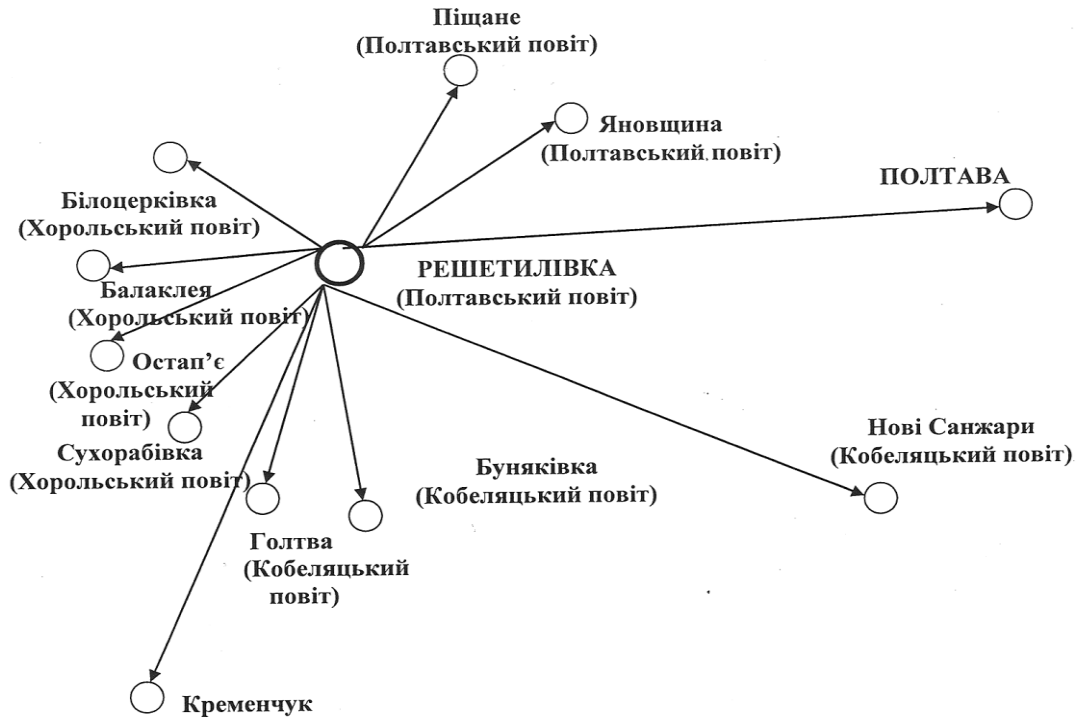 Піщане
(Полтавський повіт)
Яновщина
(Полтавський повіт)
ПОЛТАВА
Білоцерківка
(Хорольський повіт)
РЕШЕТИЛІВКА
(Полтавський повіт)
Балаклея
(Хорольський повіт)
Остап’є
(Хорольський
повіт)
Сухорабівка
(Хорольський повіт)
Нові Санжари
(Кобеляцький повіт)
Буняківка
(Кобеляцький повіт)
Голтва
(Кобеляцький
повіт)
Кременчук